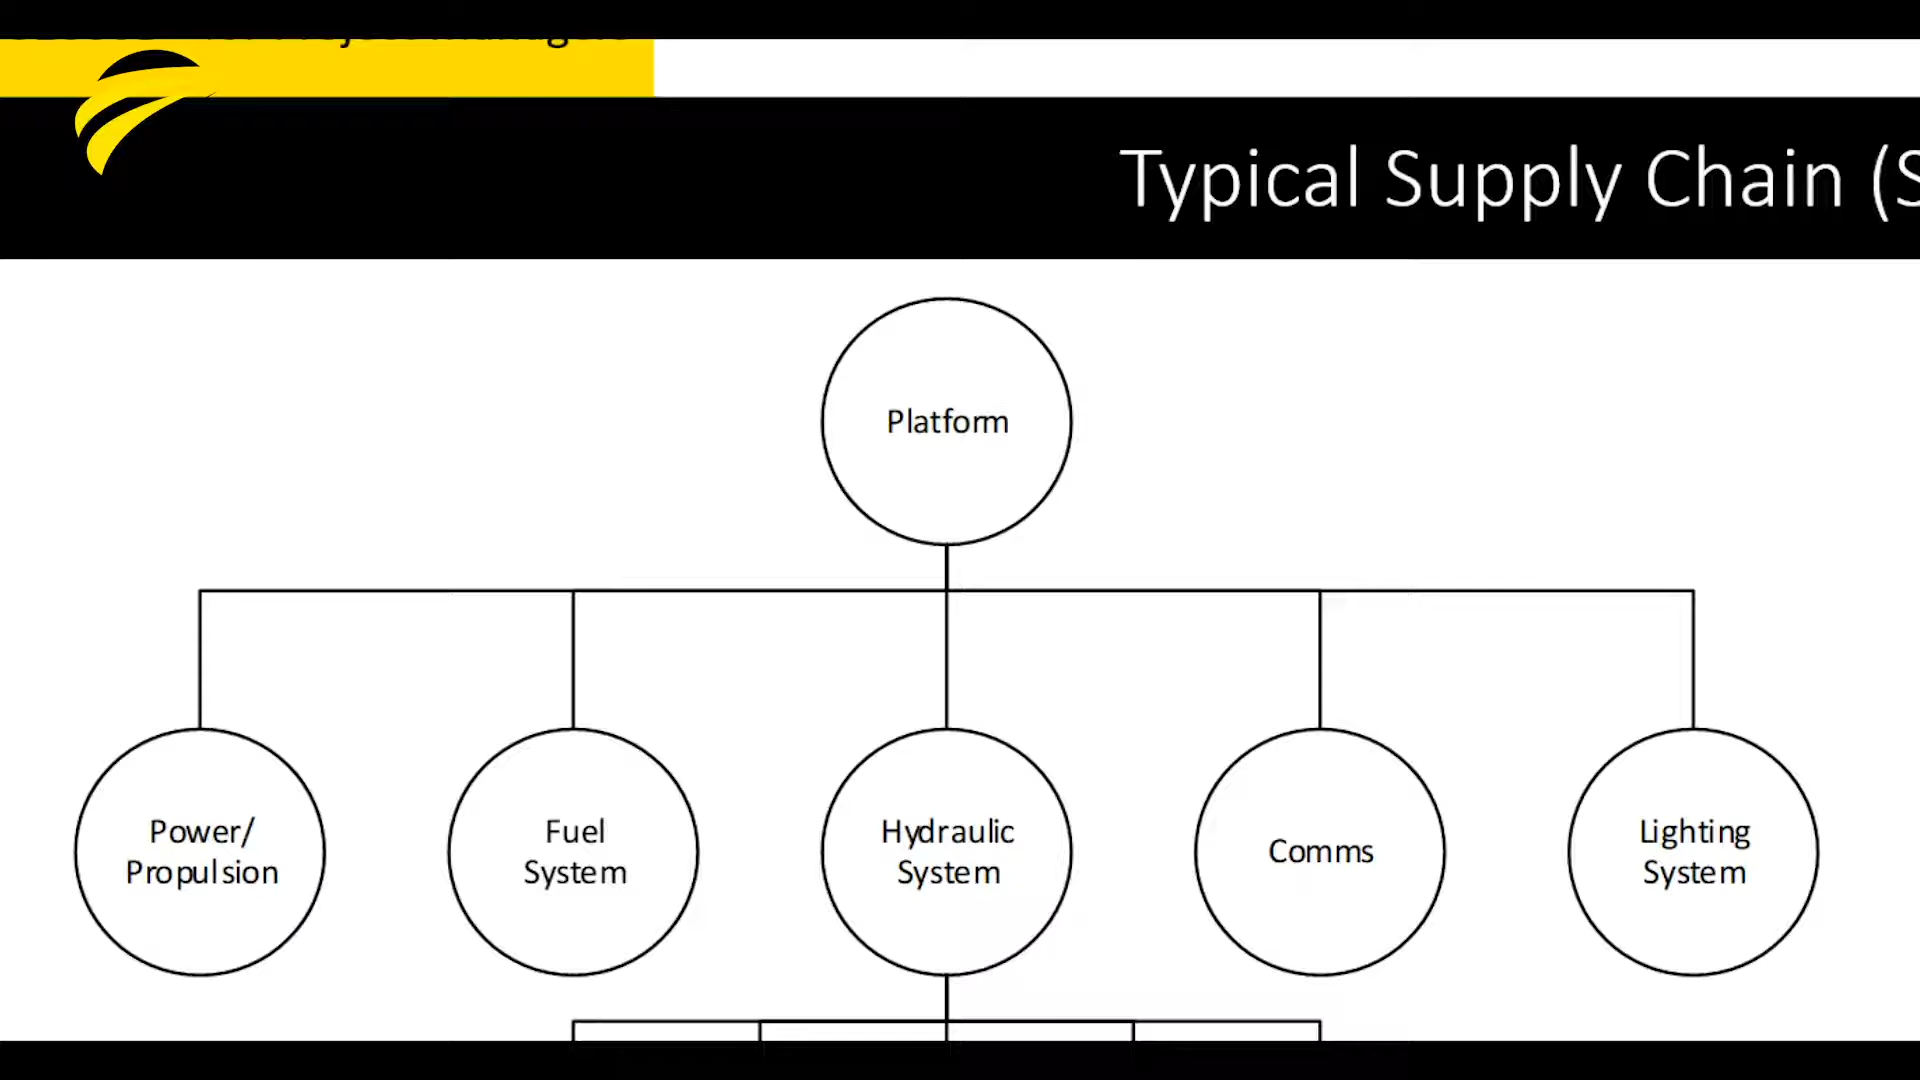 Typical Supply Chain (S
Platform
Power/
Propulsion
Fuel
System
Hydraulic
System
Comms
Lighting
System